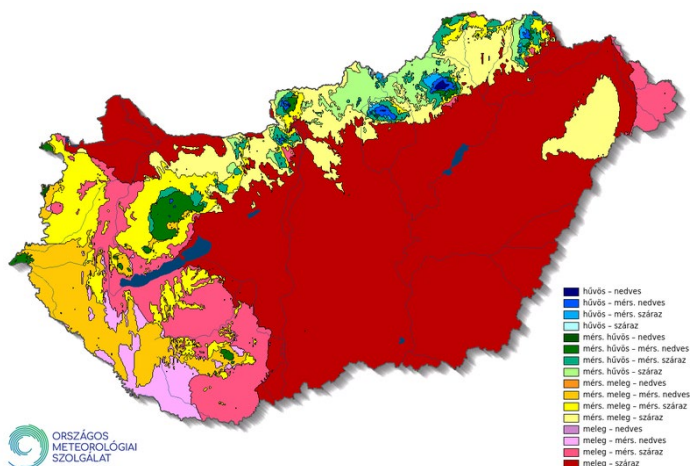 hűvös – nedves
hűvös – mérs. nedves
hűvös – mérs. száraz
hűvös – száraz
mérs. hűvös – nedves
mérs. hűvös – mérs. nedves
mérs. hűvös – mérs. száraz
mérs. hűvös – száraz
mérs. meleg – nedves
mérs. meleg – mérs. nedves
mérs. meleg – mérs. száraz
mérs. meleg – száraz
meleg – nedves
meleg – mérs. nedves
meleg – mérs. száraz
meleg – száraz
ORSZÁGOS
METEOROLÓGIAI
SZOLGÁLAT